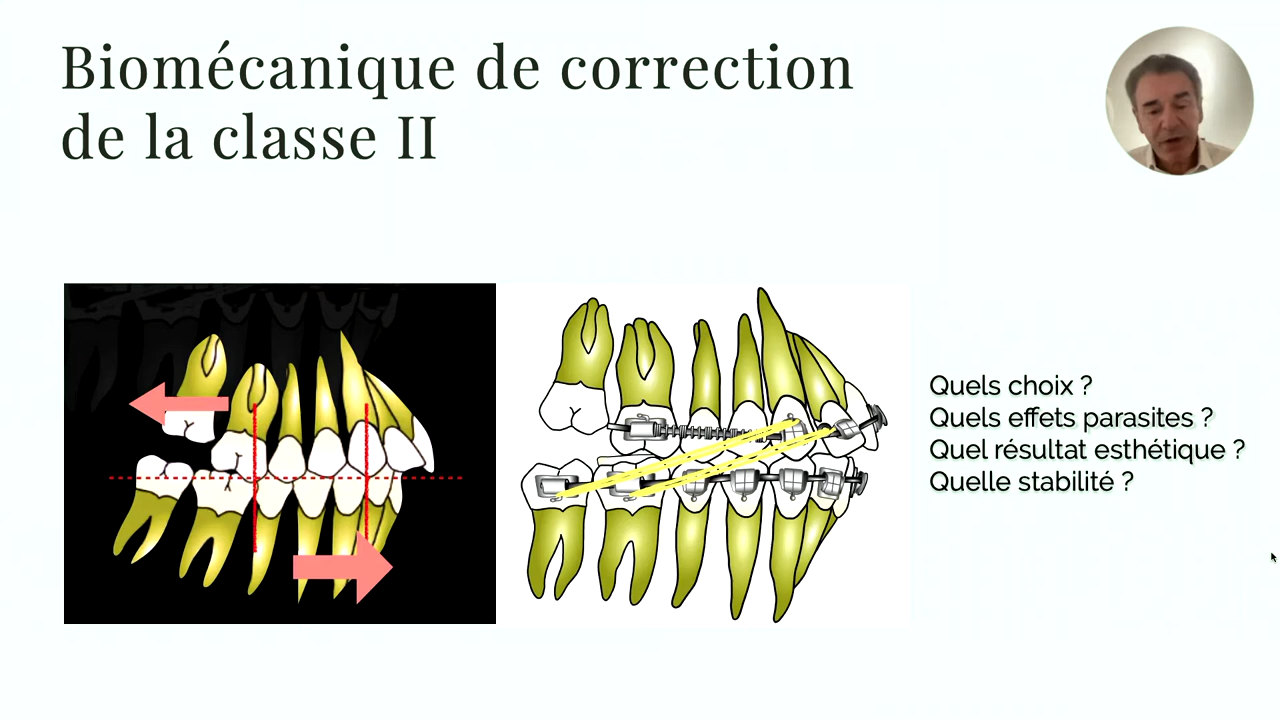 Biomécanique de correction
de la classe II
Quels choix ?
Quels effets parasites ?
Quel résultat esthétique ?
Quelle stabilité ?